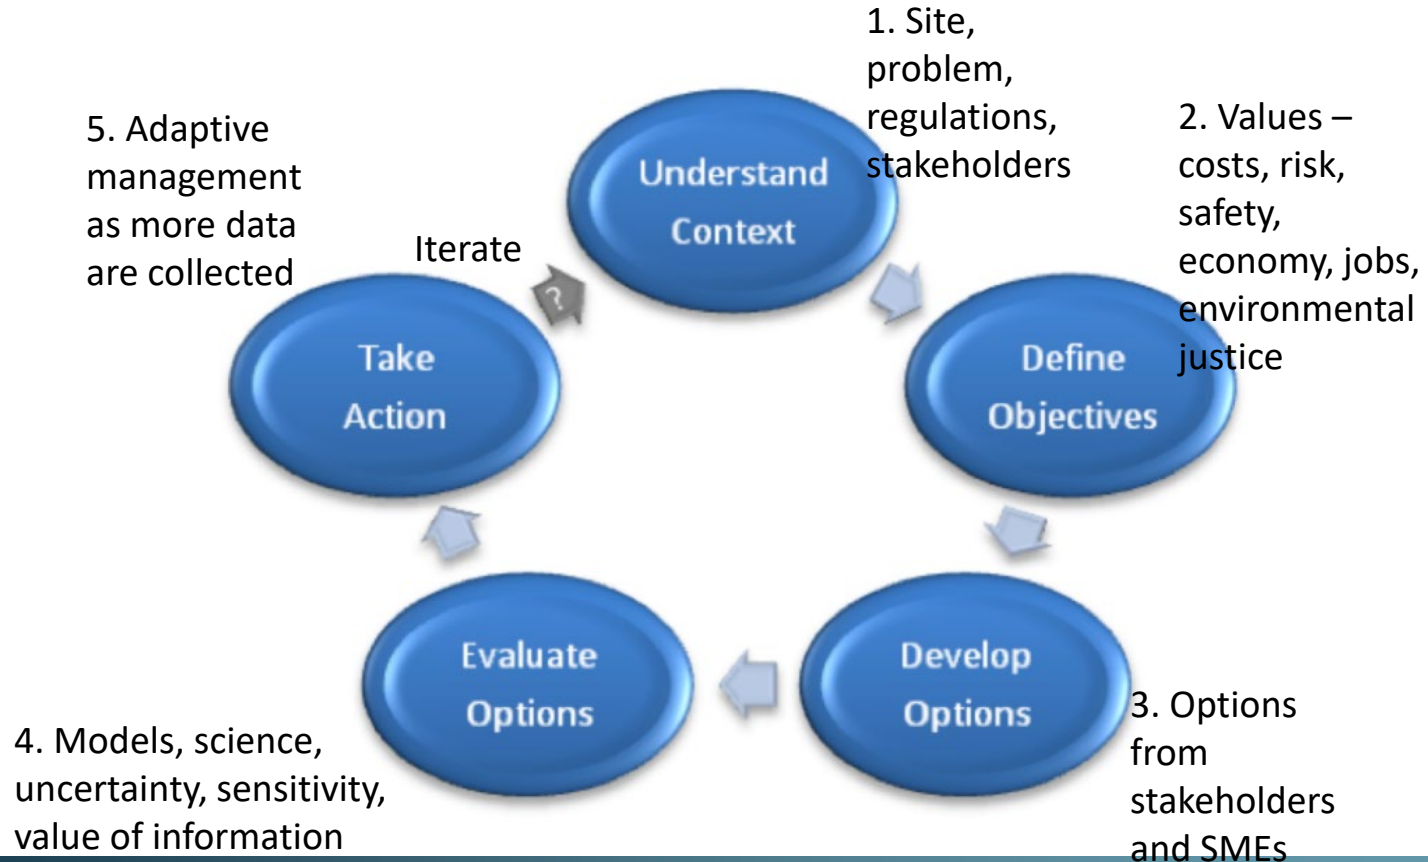 1. Site,
problem,
regulations,
stakeholders
Understand
Context
2. Values –
costs, risk,
safety,
economy, jobs,
environmental
justice
Define
Objectives
3. Options
from
stakeholders
and SMEs
Develop
Options
4. Models, science,
uncertainty, sensitivity,
value of information
Evaluate
Options
5. Adaptive
management
as more data
are collected
Take
Action
Iterate
?